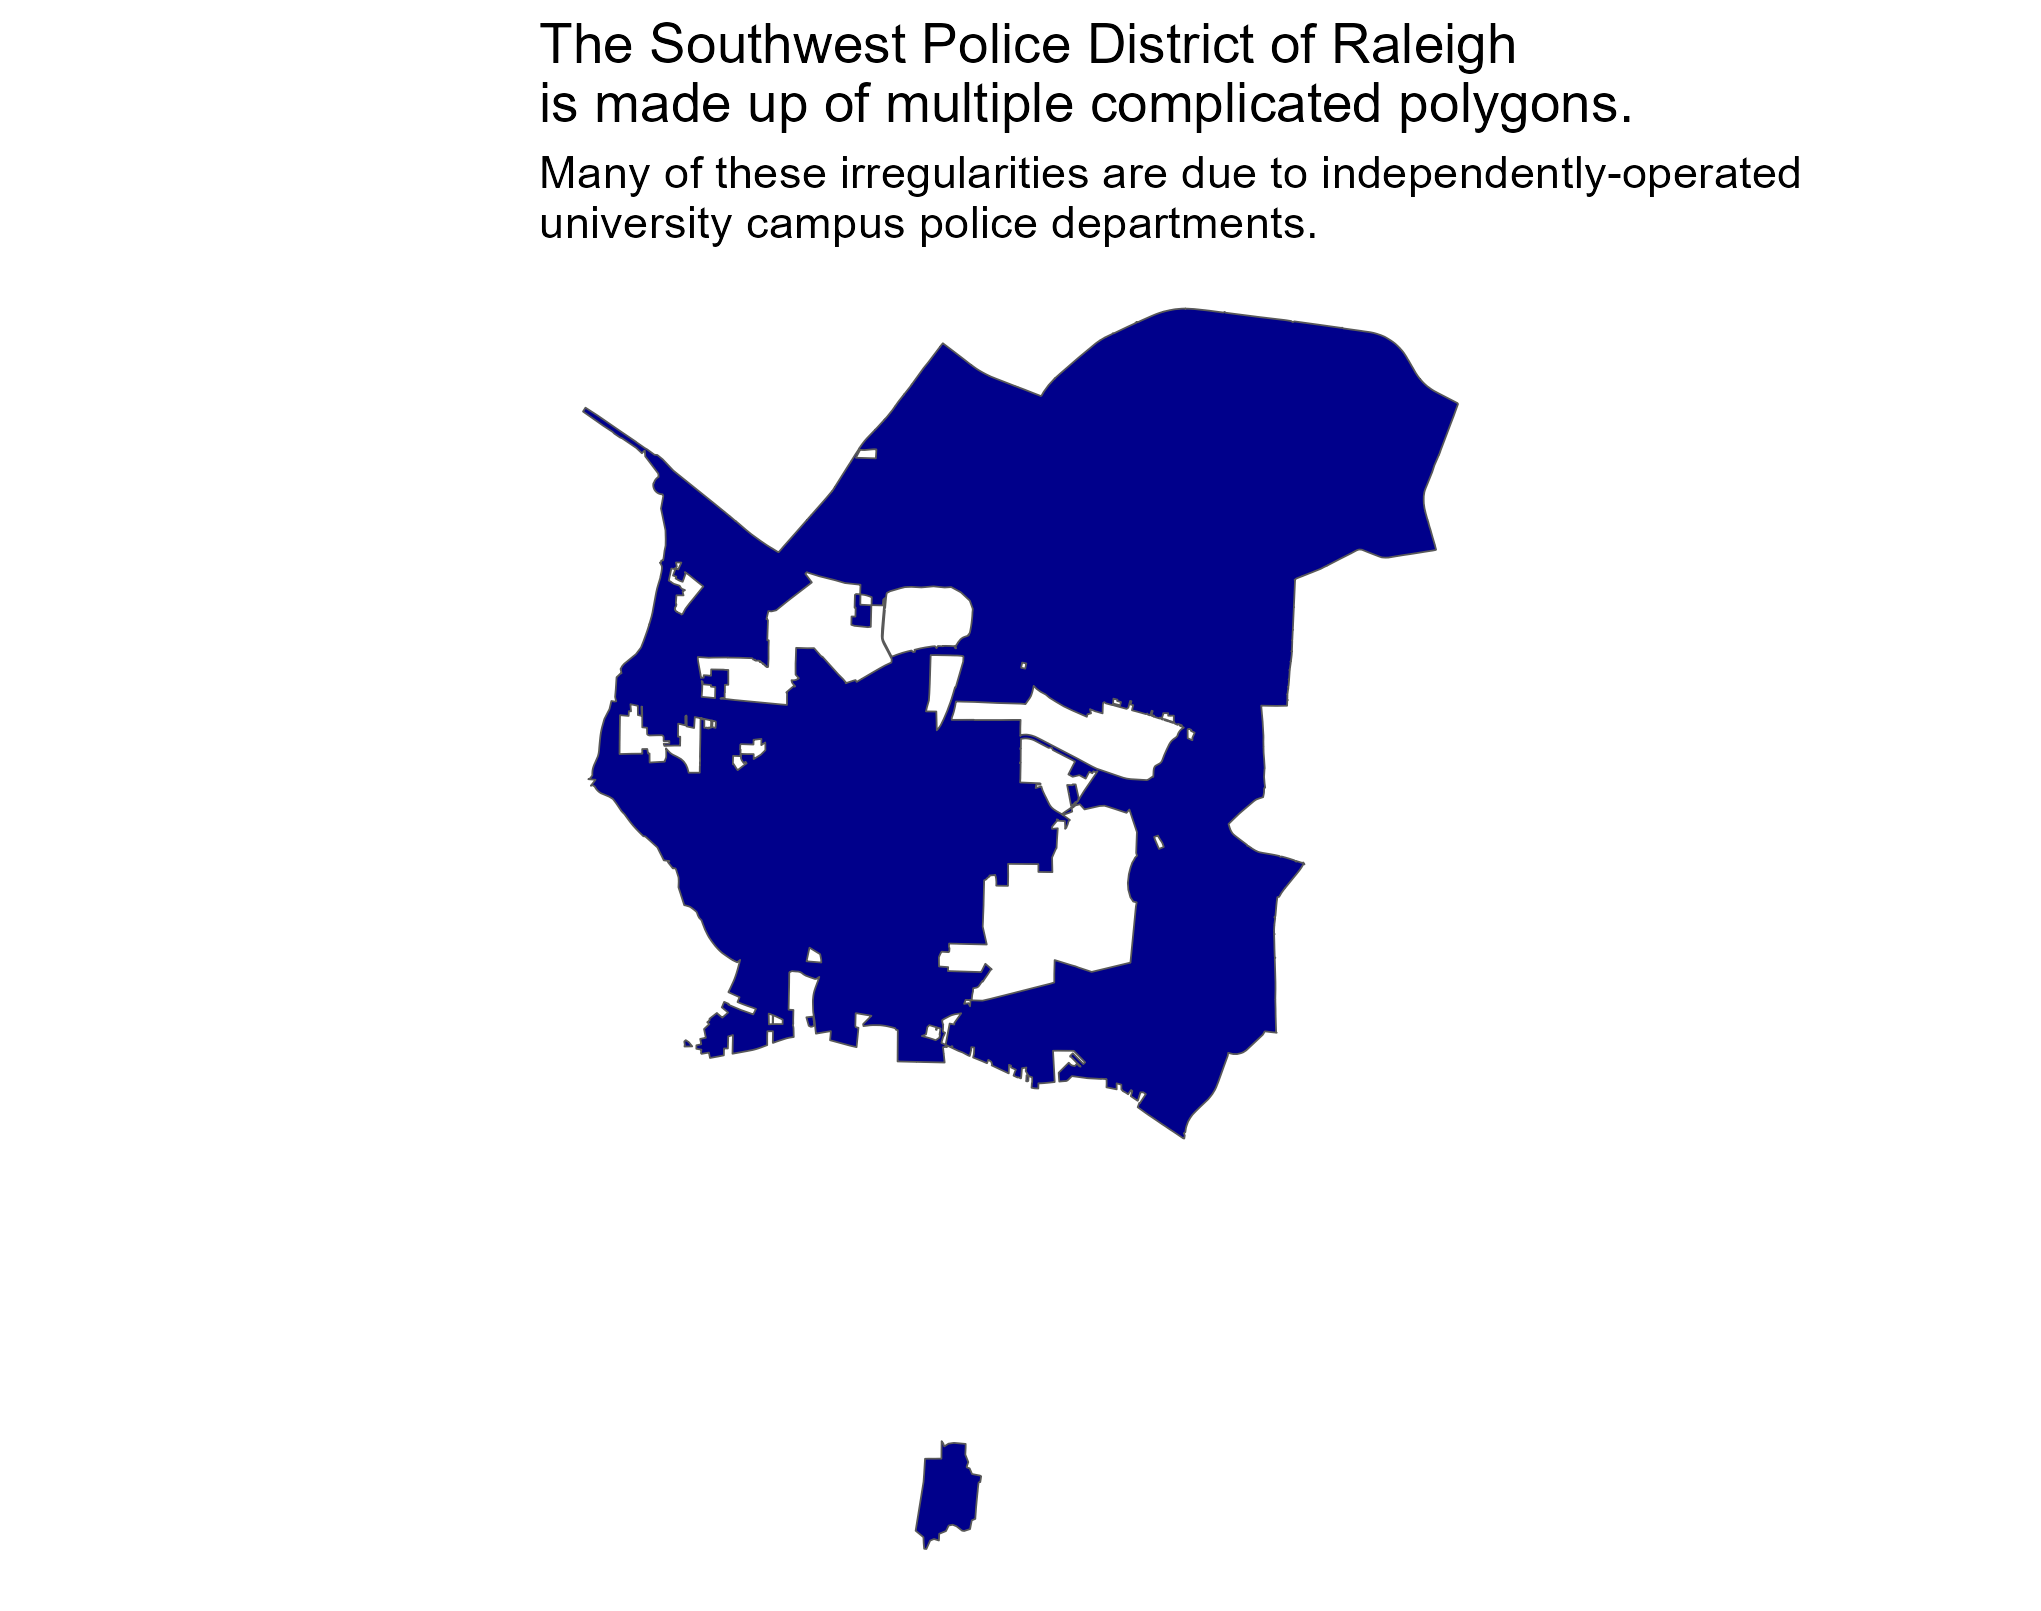 The Southwest Police District of Raleigh
is made up of multiple complicated polygons.
Many of these irregularities are due to independently-operated
university campus police departments.